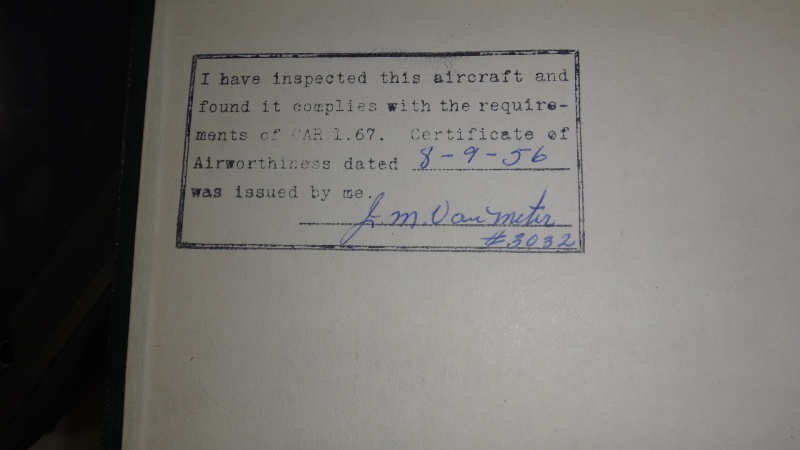 I have inspected this aircraft and
found it complies with the require-
ments of CAR 1.67. Certificate of
Airworthiness dated 8-9-56
was issued by me.
J. M. Van Meter
#3032